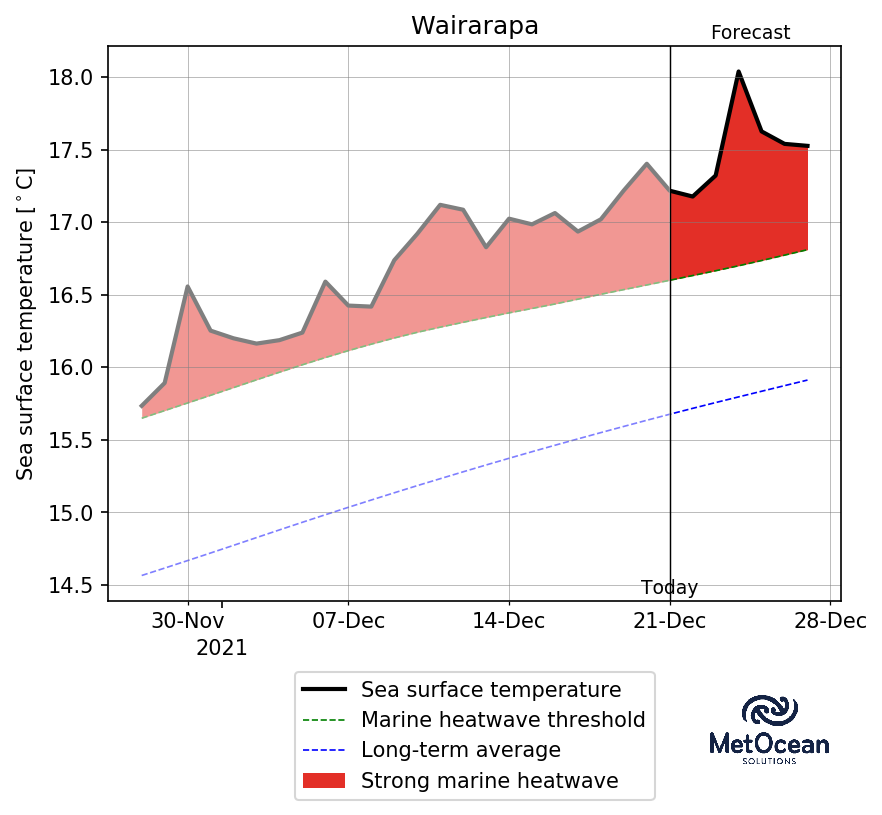 Wairarapa
Forecast
Sea surface temperature [°C]
18.0
17.5
17.0
16.5
16.0
15.5
15.0
14.5
Today
30-Nov 07-Dec 14-Dec 21-Dec 28-Dec
2021
Sea surface temperature
Marine heatwave threshold
Long-term average
Strong marine heatwave
MetOcean
SOLUTIONS